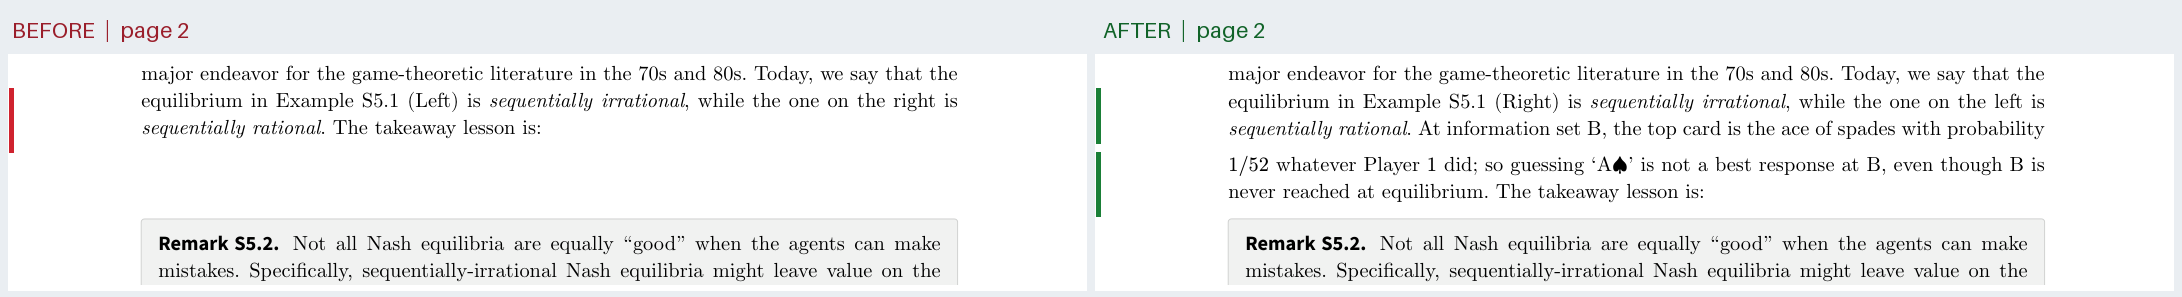 BEFORE | page 2
major endeavor for the game-theoretic literature in the 70s and 80s. Today, we say that the
equilibrium in Example S5.1 (Left) is sequentially irrational, while the one on the right is
sequentially rational. The takeaway lesson is:
Remark S5.2. Not all Nash equilibria are equally “good” when the agents can make
mistakes. Specifically, sequentially-irrational Nash equilibria might leave value on the
AFTER | page 2
major endeavor for the game-theoretic literature in the 70s and 80s. Today, we say that the
equilibrium in Example S5.1 (Right) is sequentially irrational, while the one on the left is
sequentially rational. At information set B, the top card is the ace of spades with probability
1/52 whatever Player 1 did; so guessing ‘A♠’ is not a best response at B, even though B is
never reached at equilibrium. The takeaway lesson is:
Remark S5.2. Not all Nash equilibria are equally “good” when the agents can make
mistakes. Specifically, sequentially-irrational Nash equilibria might leave value on the